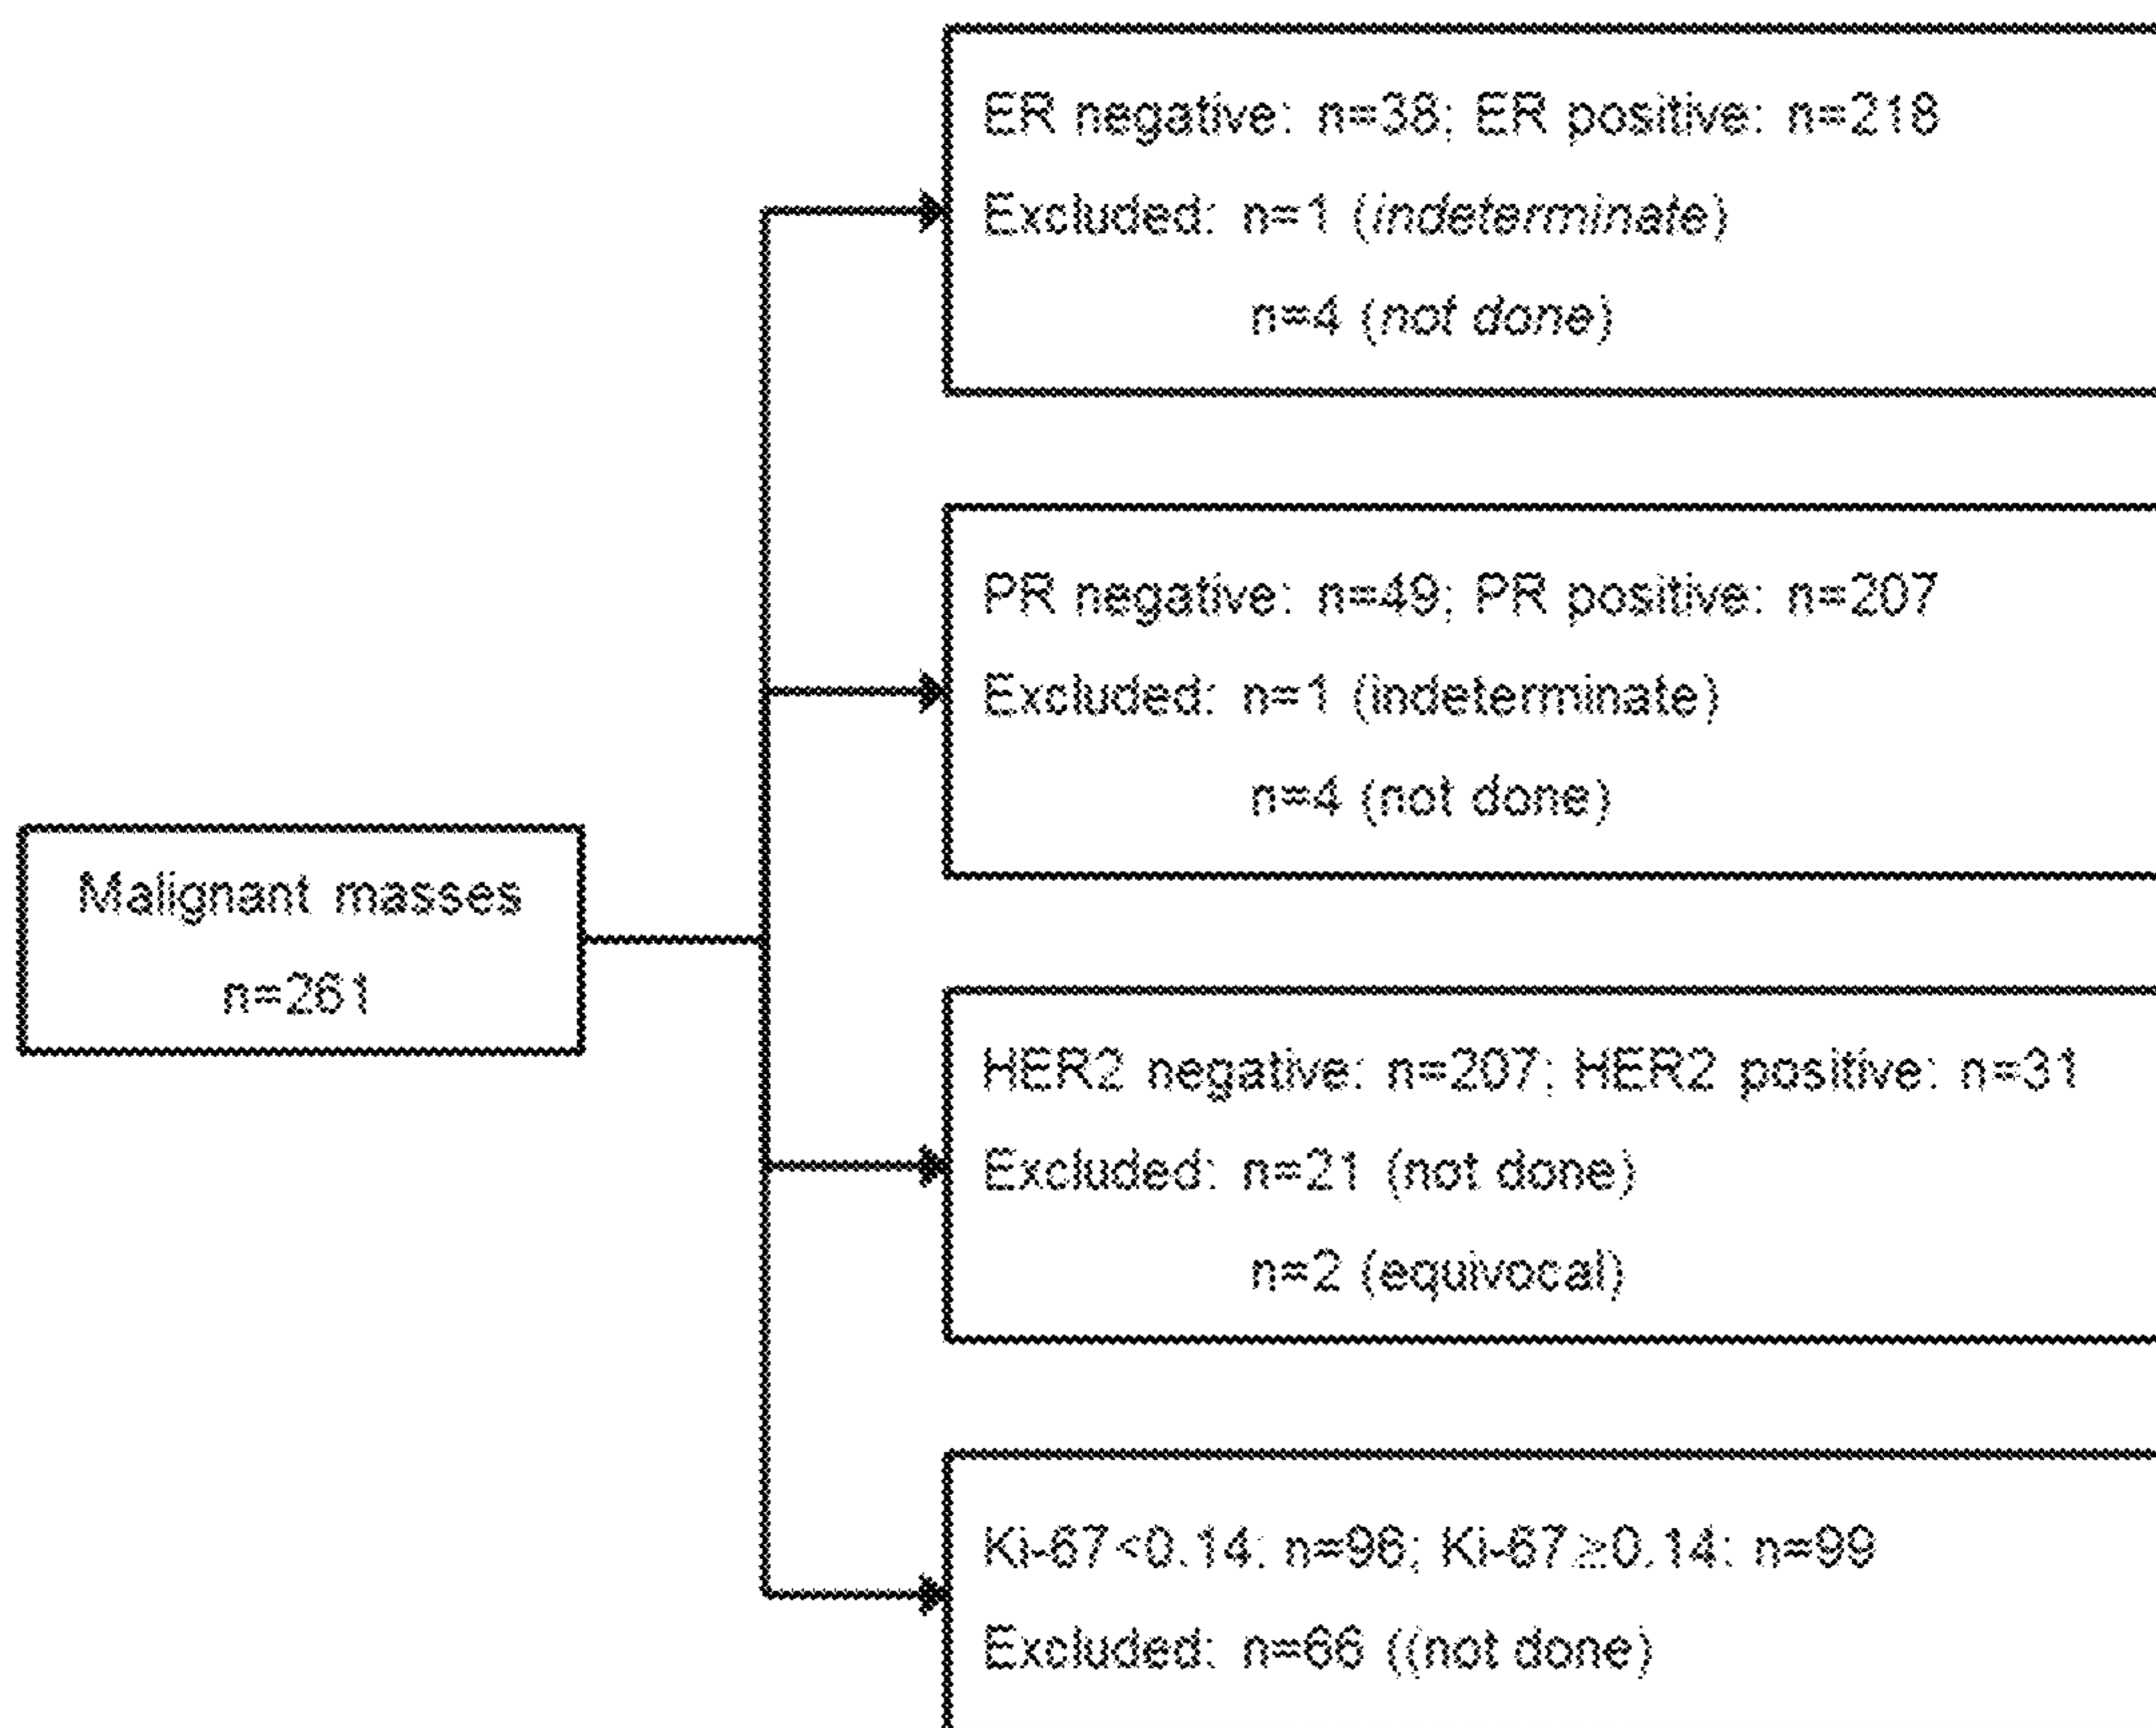 ER negative: n=38; ER positive: n=218
Excluded: n=1 (indeterminate)
n=4 (not done)
PR negative: n=49; PR positive: n=207
Excluded: n=1 (indeterminate)
n=4 (not done)
Malignant masses
n=261
HER2 negative: n=207; HER2 positive: n=31
Excluded: n=21 (not done)
n=2 (equivocal)
Ki-67<0.14: n=96; Ki-67≥0.14: n=99
Excluded: n=66 ((not done)